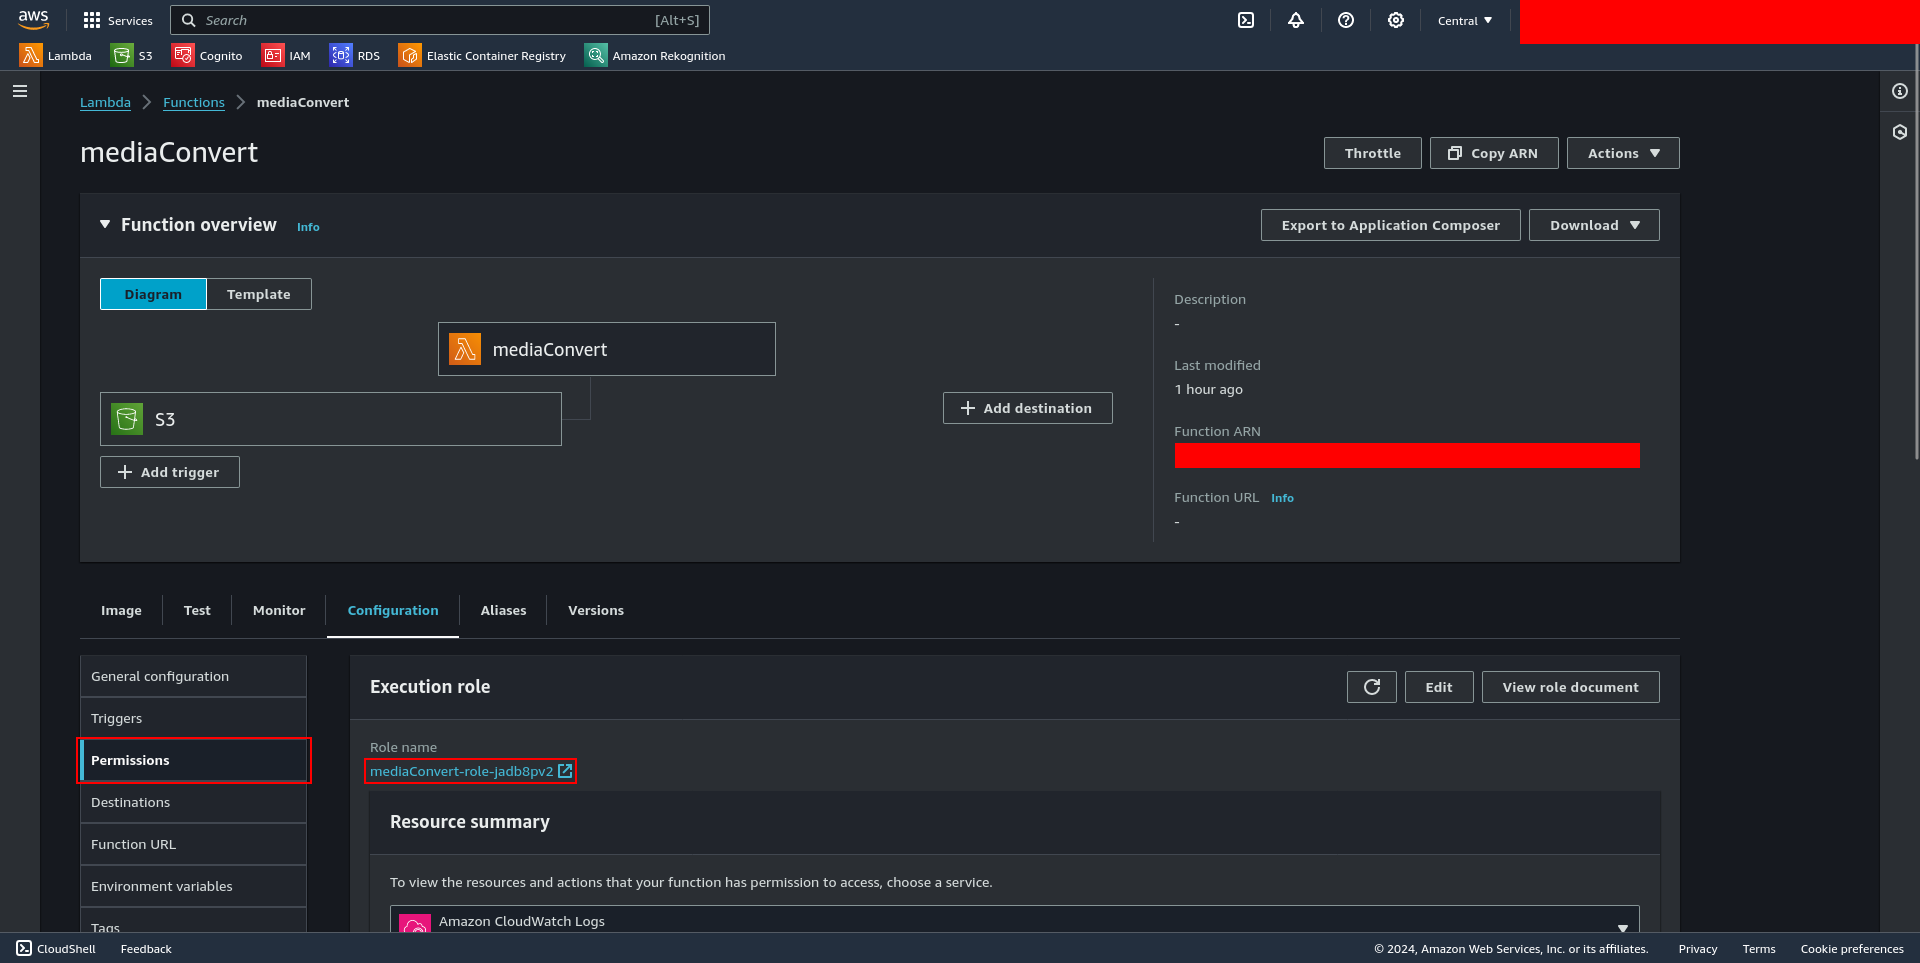 aws Services Search [Alt+S] Central
Lambda S3 Cognito IAM RDS Elastic Container Registry Amazon Rekognition
Lambda Functions mediaConvert
mediaConvert Throttle Copy ARN Actions
Function overview Info Export to Application Composer Download
Diagram Template
Description
-
mediaConvert
Last modified
1 hour ago
S3
Add destination
Function ARN
Add trigger
Function URL Info
-
Image Test Monitor Configuration Aliases Versions
General configuration
Triggers
Permissions
Destinations
Function URL
Environment variables
Tags
Execution role Edit View role document
Role name
mediaConvert-role-jadb8pv2
Resource summary
To view the resources and actions that your function has permission to access, choose a service.
Amazon CloudWatch Logs
CloudShell Feedback © 2024, Amazon Web Services, Inc. or its affiliates. Privacy Terms Cookie preferences